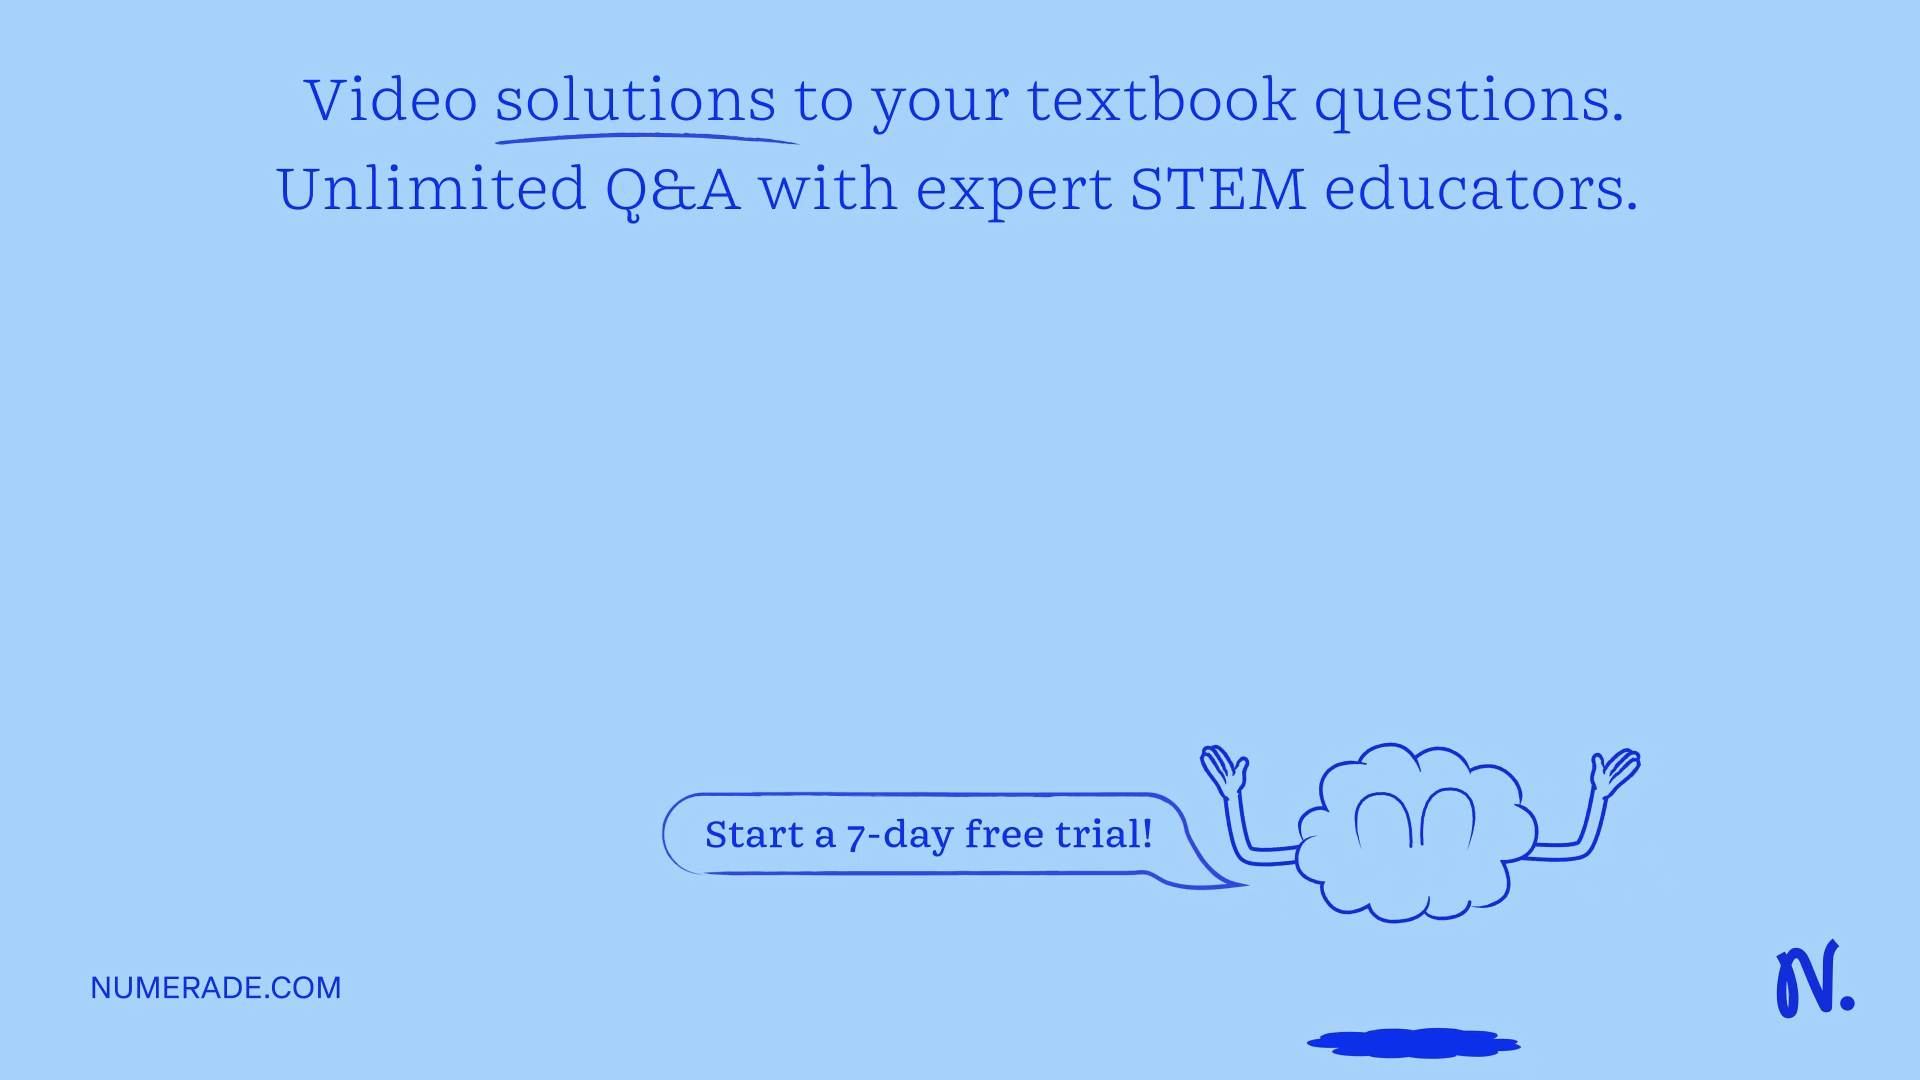 Video solutions to your textbook questions.
Unlimited Q&A with expert STEM educators.
Start a 7-day free trial!
NUMERADE.COM
N.